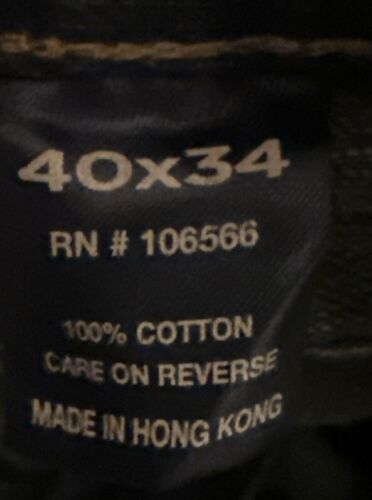 40x34
RN # 106566
100% COTTON
CARE ON REVERSE
MADE IN HONG KONG